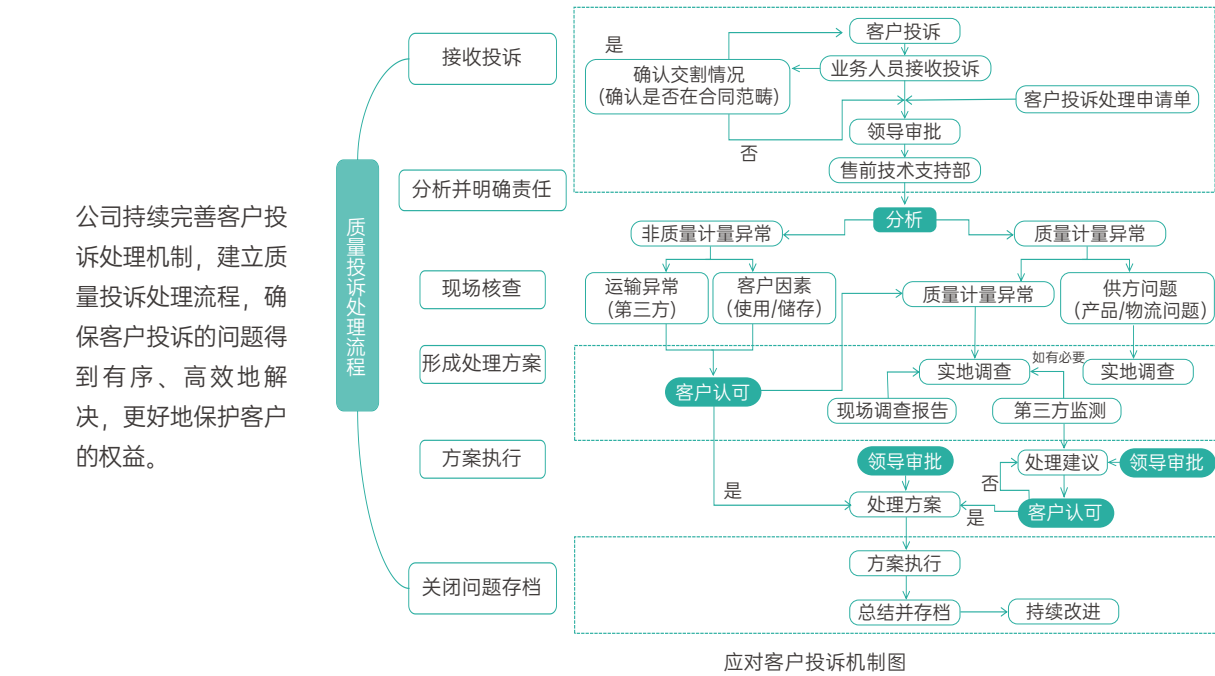 公司持续完善客户投
诉处理机制，建立质
量投诉处理流程，确
保客户投诉的问题得
到有序、高效地解
决，更好地保护客户
的权益。
质量投诉处理流程
接收投诉
分析并明确责任
现场核查
形成处理方案
方案执行
关闭问题存档
客户投诉
是
业务人员接收投诉
确认交割情况
(确认是否在合同范畴)
客户投诉处理申请单
领导审批
否
售前技术支持部
分析
非质量计量异常
质量计量异常
运输异常
(第三方)
客户因素
(使用/储存)
质量计量异常
供方问题
(产品/物流问题)
如有必要
客户认可
实地调查
实地调查
现场调查报告
第三方监测
领导审批
处理建议
领导审批
否
是
处理方案
是
客户认可
方案执行
总结并存档
持续改进
应对客户投诉机制图